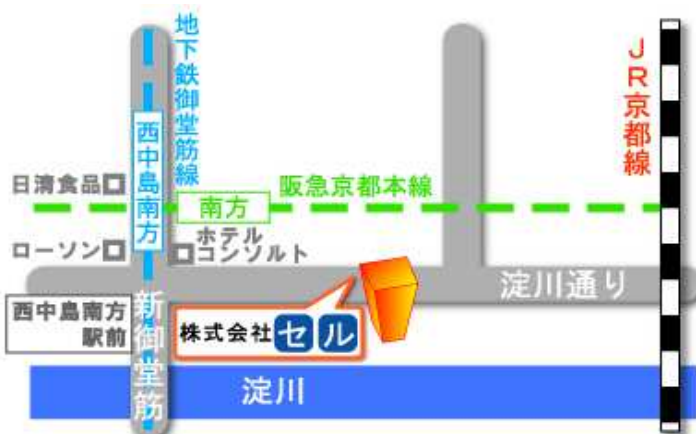 地下鉄御堂筋線
JR京都線
西中島南方
日清食品
阪急京都本線
南方
ローソン
ホテル
コンソルト
淀川通り
西中島南方
駅前
新御堂筋
株式会社セル
淀川